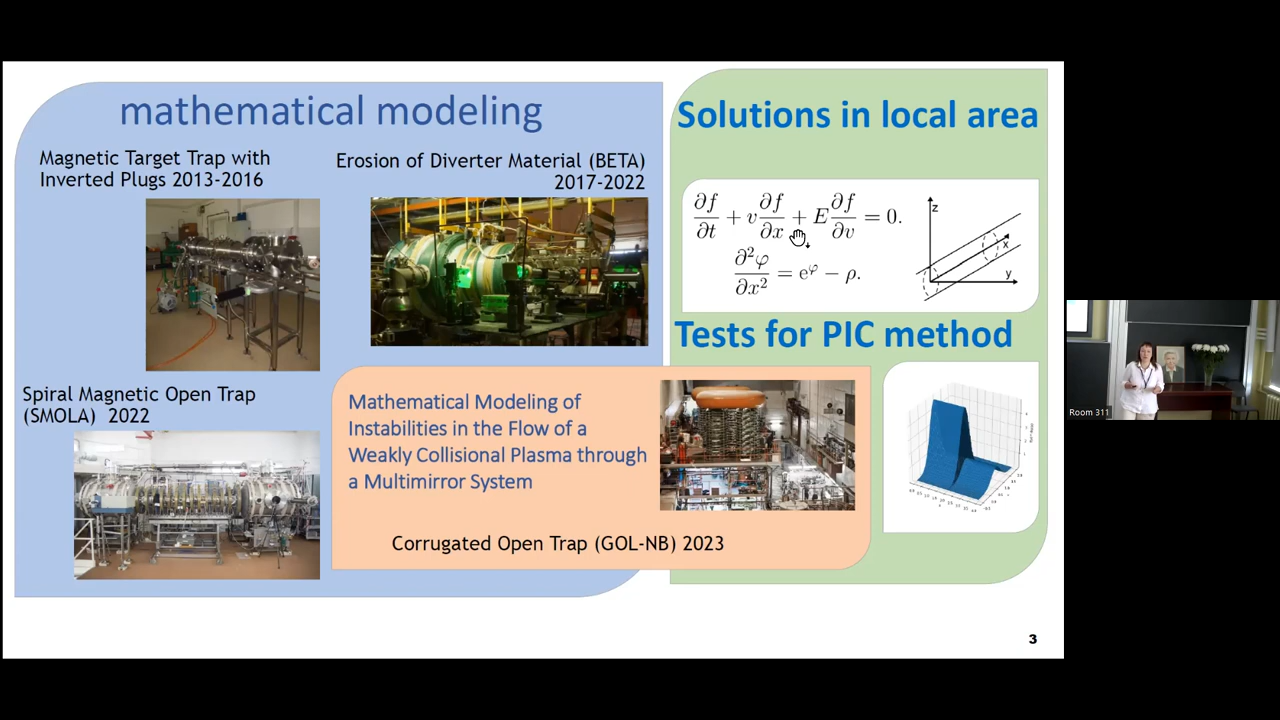 mathematical modeling
Magnetic Target Trap with
Inverted Plugs 2013-2016
Erosion of Diverter Material (BETA)
2017-2022
Spiral Magnetic Open Trap
(SMOLA) 2022
Mathematical Modeling of
Instabilities in the Flow of a
Weakly Collisional Plasma through
a Multimirror System
Corrugated Open Trap (GOL-NB) 2023
Solutions in local area
∂f/∂t + v ∂f/∂x + E ∂f/∂v = 0.
∂²φ/∂x² = e^φ − ρ.
z
x
y
Tests for PIC method
3
Room 311